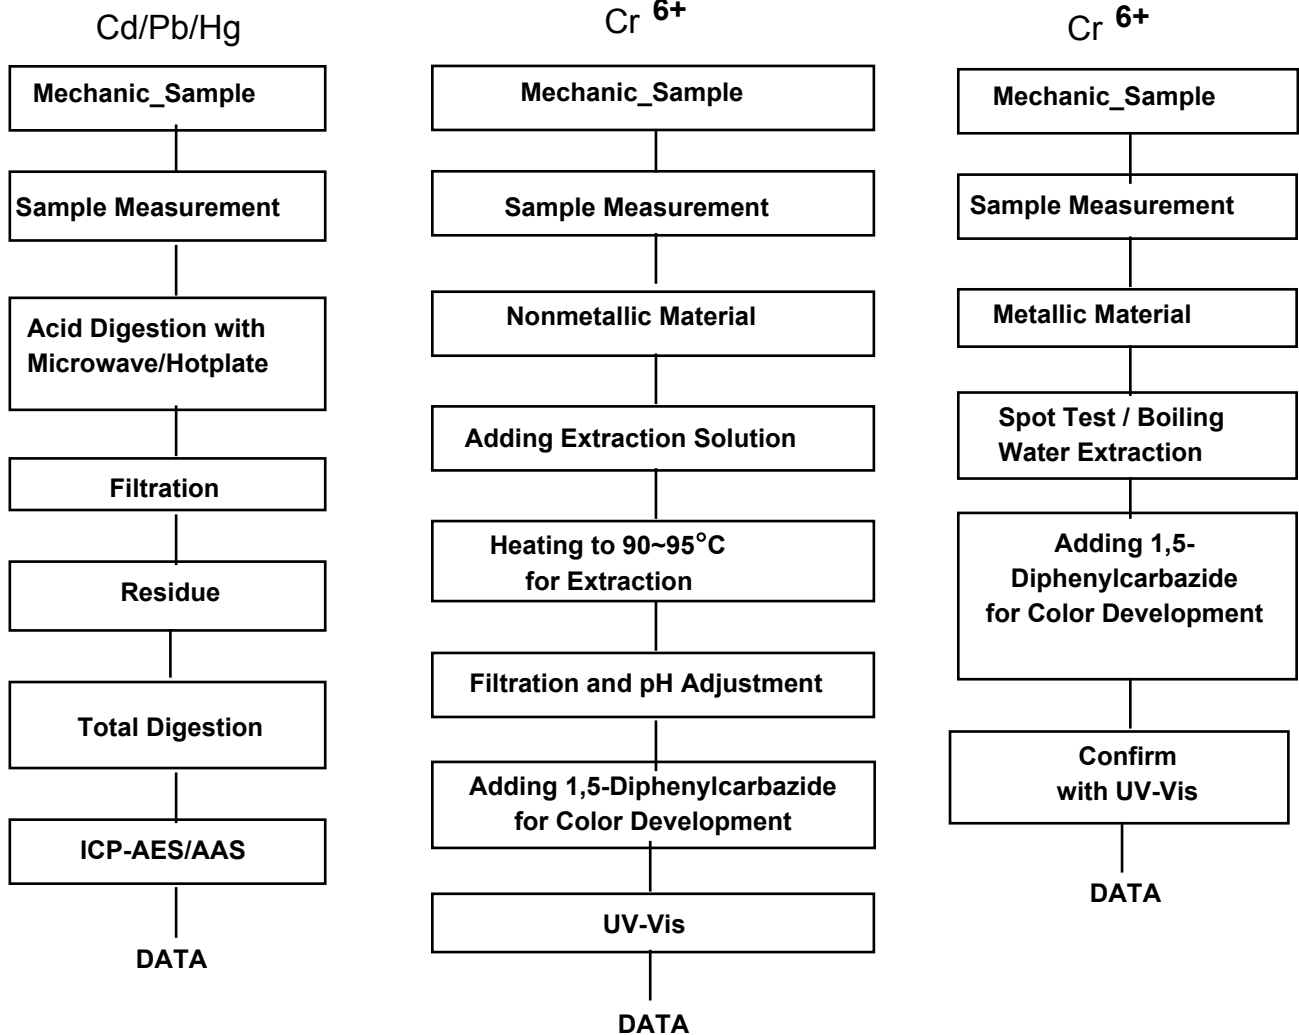 Cd/Pb/Hg
Mechanic_Sample
Sample Measurement
Acid Digestion with
Microwave/Hotplate
Filtration
Residue
Total Digestion
ICP-AES/AAS
DATA
Cr 6+
Mechanic_Sample
Sample Measurement
Nonmetallic Material
Adding Extraction Solution
Heating to 90~95°C
for Extraction
Filtration and pH Adjustment
Adding 1,5-Diphenylcarbazide
for Color Development
UV-Vis
DATA
Cr 6+
Mechanic_Sample
Sample Measurement
Metallic Material
Spot Test / Boiling
Water Extraction
Adding 1,5-
Diphenylcarbazide
for Color Development
Confirm
with UV-Vis
DATA